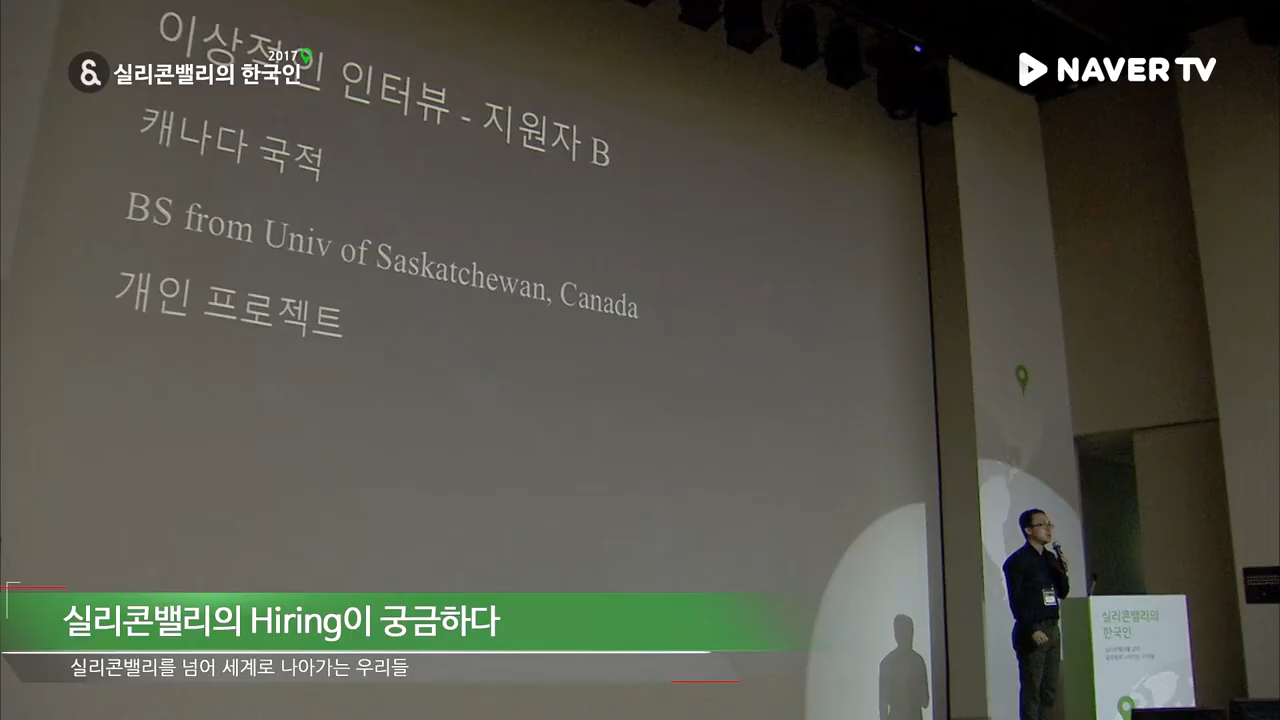 이상적인 인터뷰 - 지원자 B
2017
& 실리콘밸리의 한국인
NAVER TV
캐나다 국적
BS from Univ of Saskatchewan, Canada
개인 프로젝트
실리콘밸리의 Hiring이 궁금하다
실리콘밸리를 넘어 세계로 나아가는 우리들
실리콘밸리의
한국인